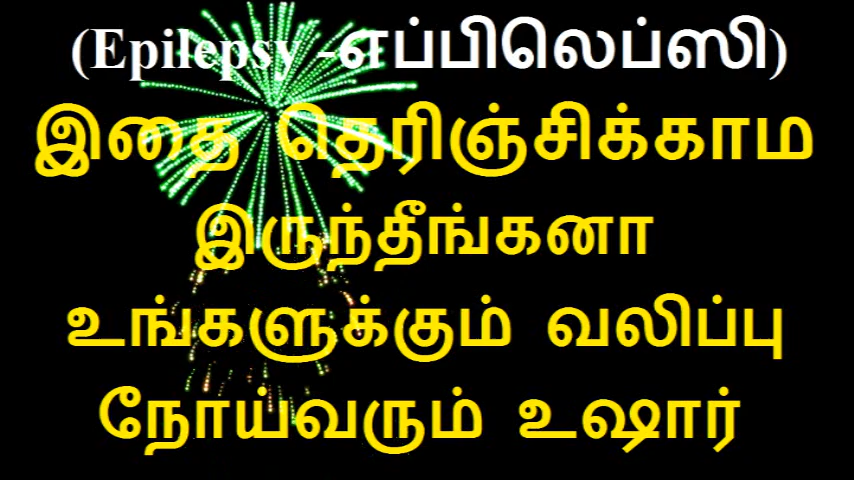 (Epilepsy -எப்பிலெப்ஸி)
இதை தெரிஞ்சிக்காம
இருந்தீங்கனா
உங்களுக்கும் வலிப்பு
நோய்வரும் உஷார்